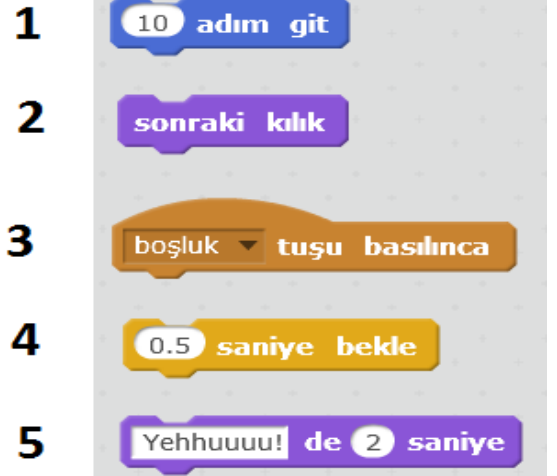 1 10 adım git
2 sonraki kılık
3 boşluk tuşu basılınca
4 0.5 saniye bekle
5 Yehhuuuu! de 2 saniye